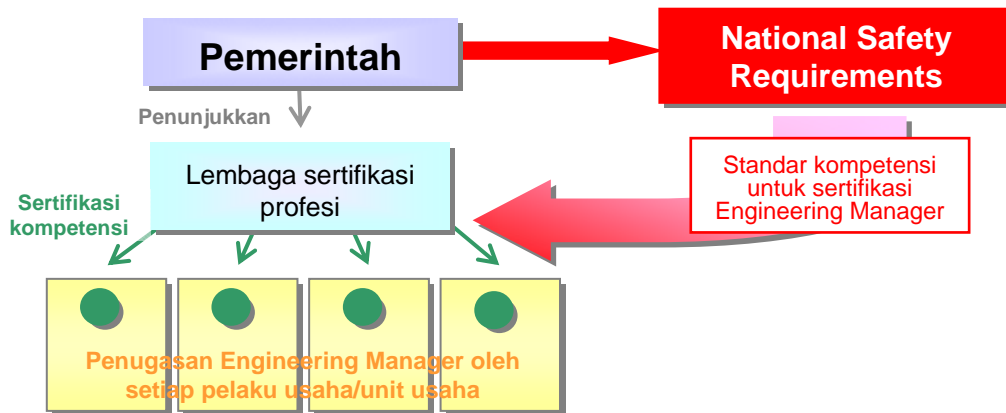 Pemerintah
National Safety
Requirements
Penunjukkan
Lembaga sertifikasi
profesi
Standar kompetensi
untuk sertifikasi
Engineering Manager
Sertifikasi
kompetensi
Penugasan Engineering Manager oleh
setiap pelaku usaha/unit usaha